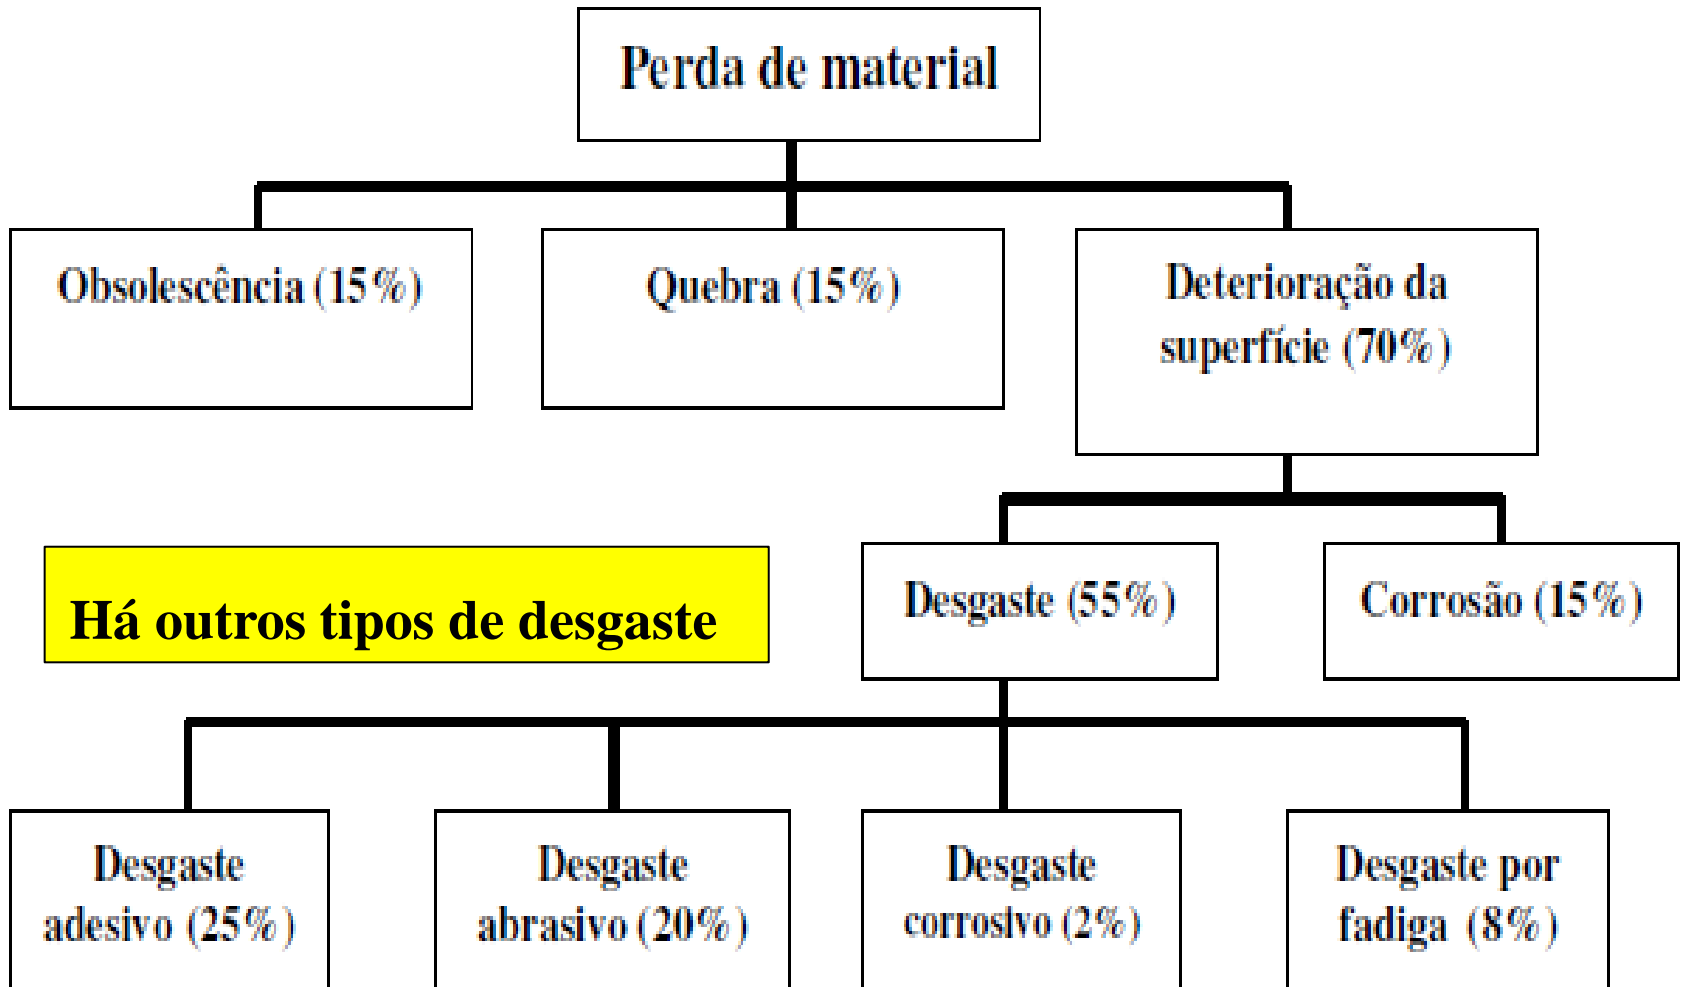 Perda de material
Obsolescência (15%)
Quebra (15%)
Deterioração da
superfície (70%)
Há outros tipos de desgaste
Desgaste (55%)
Corrosão (15%)
Desgaste
adesivo (25%)
Desgaste
abrasivo (20%)
Desgaste
corrosivo (2%)
Desgaste por
fadiga (8%)